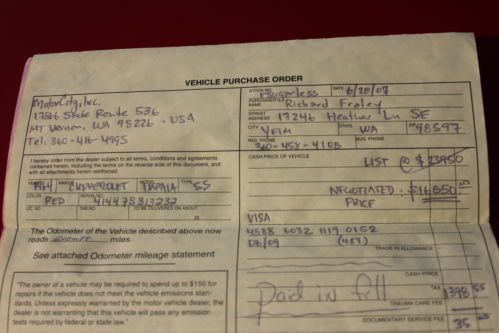 VEHICLE PURCHASE ORDER
MotorCity, Inc.
1786 State Route 536
MT Vernon, WA 98226 - USA
Tel: 360-416-4995
STOCK NO.
DATE 6/20/07
PURCHASER'S NAME Richard Fraley
STREET ADDRESS 17246 Heather Ln SE
CITY Yelm STATE WA ZIP 98597
RES. PHONE 360-458-4108 BUS. PHONE
I hereby order from the dealer subject to all terms, conditions and agreements
contained herein, including the terms on the reverse side of this document, and
with all attachments herein reinforced.
YEAR 1964 MAKE CHEVROLET MODEL IMPALA TYPE SS
COLOR RED SERIAL NO. 41447S313232
LIC. NO. TAB NO. TO BE DELIVERED ON ABOUT
The Odometer of the Vehicle described above now
reads miles.
See attached Odometer mileage statement
"The owner of a vehicle may be required to spend up to $150 for
repairs if the vehicle does not meet the vehicle emissions stan-
dards. Unless expressly warranted by the motor vehicle dealer, the
dealer is not warranting that this vehicle will pass any emission
tests required by federal or state law."
CASH PRICE OF VEHICLE
LIST @ $23950
NEGOTIATED : $16650
PRICE
VISA
4888 6032 1119 0152
06/09 (487)
TRADE IN ALLOWANCE
CASH PRICE
Paid in full
TAX 1398 55
TRAUMA CARE FEE
DOCUMENTARY SERVICE FEE 35